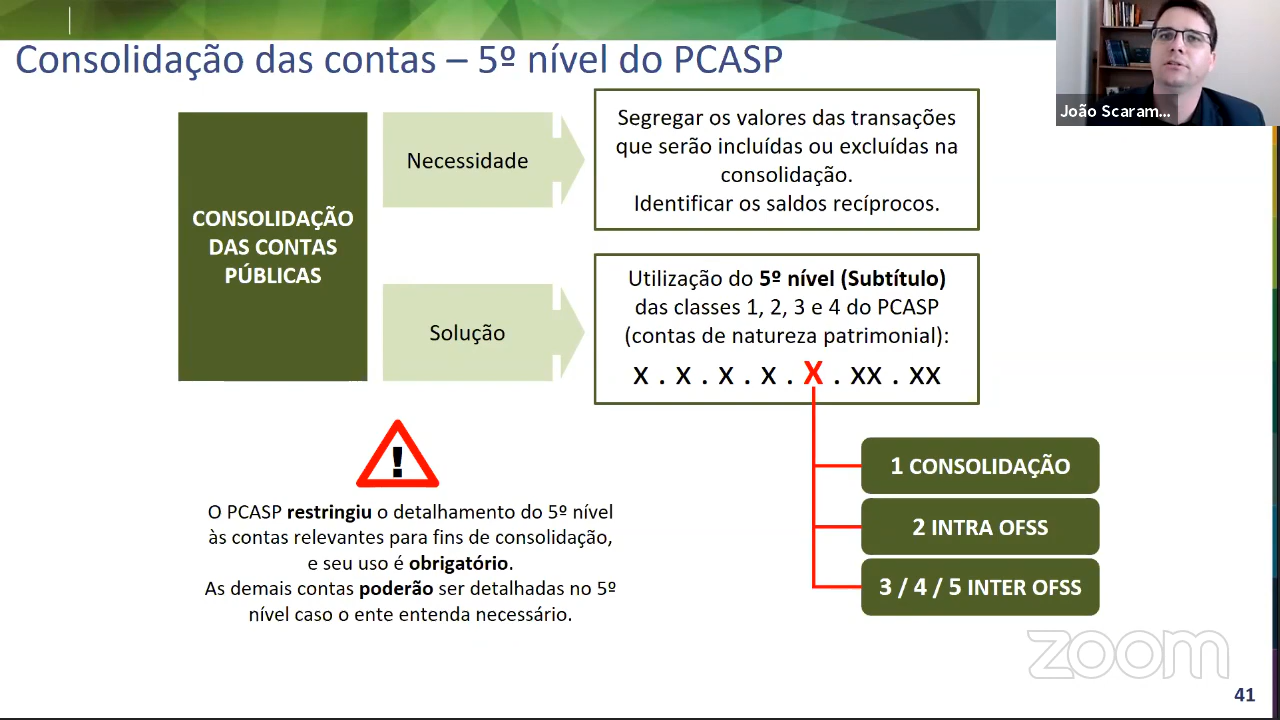 Consolidação das contas – 5º nível do PCASP
João Scaram...
CONSOLIDAÇÃO
DAS CONTAS
PÚBLICAS
Necessidade
Segregar os valores das transações
que serão incluídas ou excluídas na
consolidação.
Identificar os saldos recíprocos.
Solução
Utilização do 5º nível (Subtítulo)
das classes 1, 2, 3 e 4 do PCASP
(contas de natureza patrimonial):
X . X . X . X . X . XX . XX
1 CONSOLIDAÇÃO
2 INTRA OFSS
3 / 4 / 5 INTER OFSS
!
O PCASP restringiu o detalhamento do 5º nível
às contas relevantes para fins de consolidação,
e seu uso é obrigatório.
As demais contas poderão ser detalhadas no 5º
nível caso o ente entenda necessário.
zoom
41